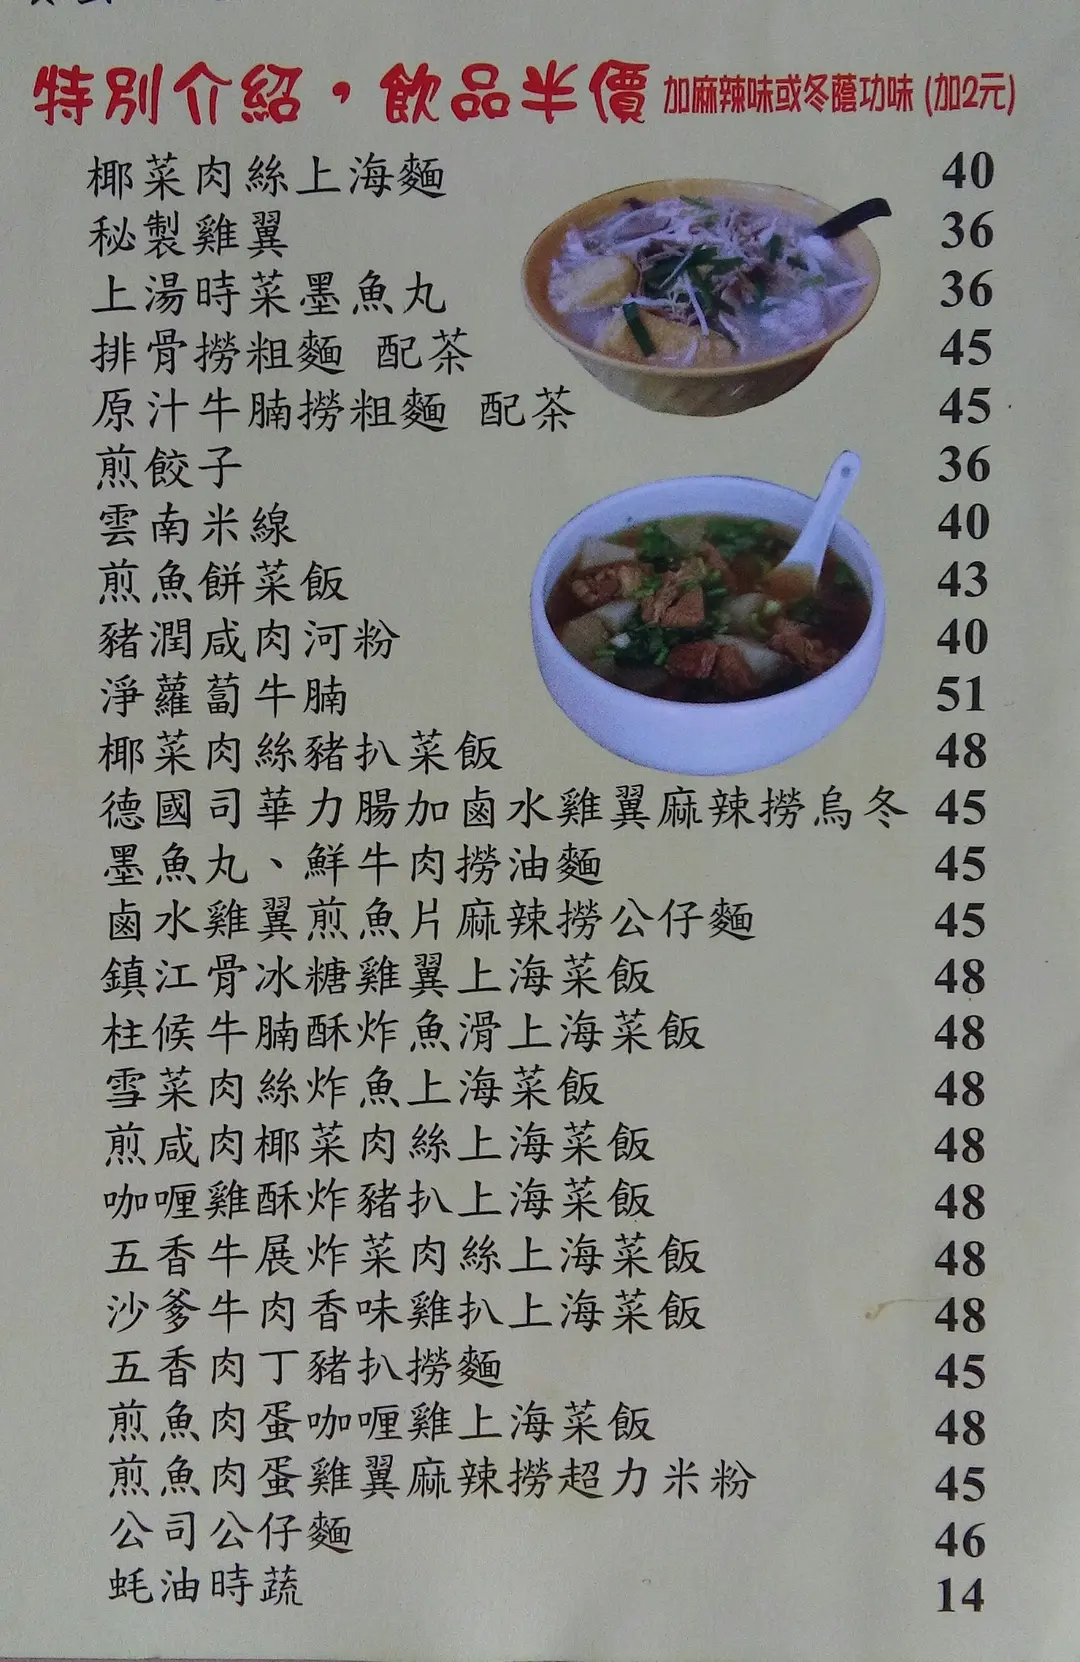 特別介紹，飲品半價 加麻辣味或冬蔭功味 (加2元)
椰菜肉絲上海麵 40
秘製雞翼 36
上湯時菜墨魚丸 36
排骨撈粗麵 配茶 45
原汁牛腩撈粗麵 配茶 45
煎餃子 36
雲南米線 40
煎魚餅菜飯 43
豬潤咸肉河粉 40
淨蘿蔔牛腩 51
椰菜肉絲豬扒菜飯 48
德國司華力腸加鹵水雞翼麻辣撈烏冬 45
墨魚丸、鮮牛肉撈油麵 45
鹵水雞翼煎魚片麻辣撈公仔麵 45
鎮江骨冰糖雞翼上海菜飯 48
柱候牛腩酥炸魚滑上海菜飯 48
雪菜肉絲炸魚上海菜飯 48
煎咸肉椰菜肉絲上海菜飯 48
咖喱雞酥炸豬扒上海菜飯 48
五香牛展炸菜肉絲上海菜飯 48
沙爹牛肉香味雞扒上海菜飯 48
五香肉丁豬扒撈麵 45
煎魚肉蛋咖喱雞上海菜飯 48
煎魚肉蛋雞翼麻辣撈超力米粉 45
公司公仔麵 46
蚝油時蔬 14